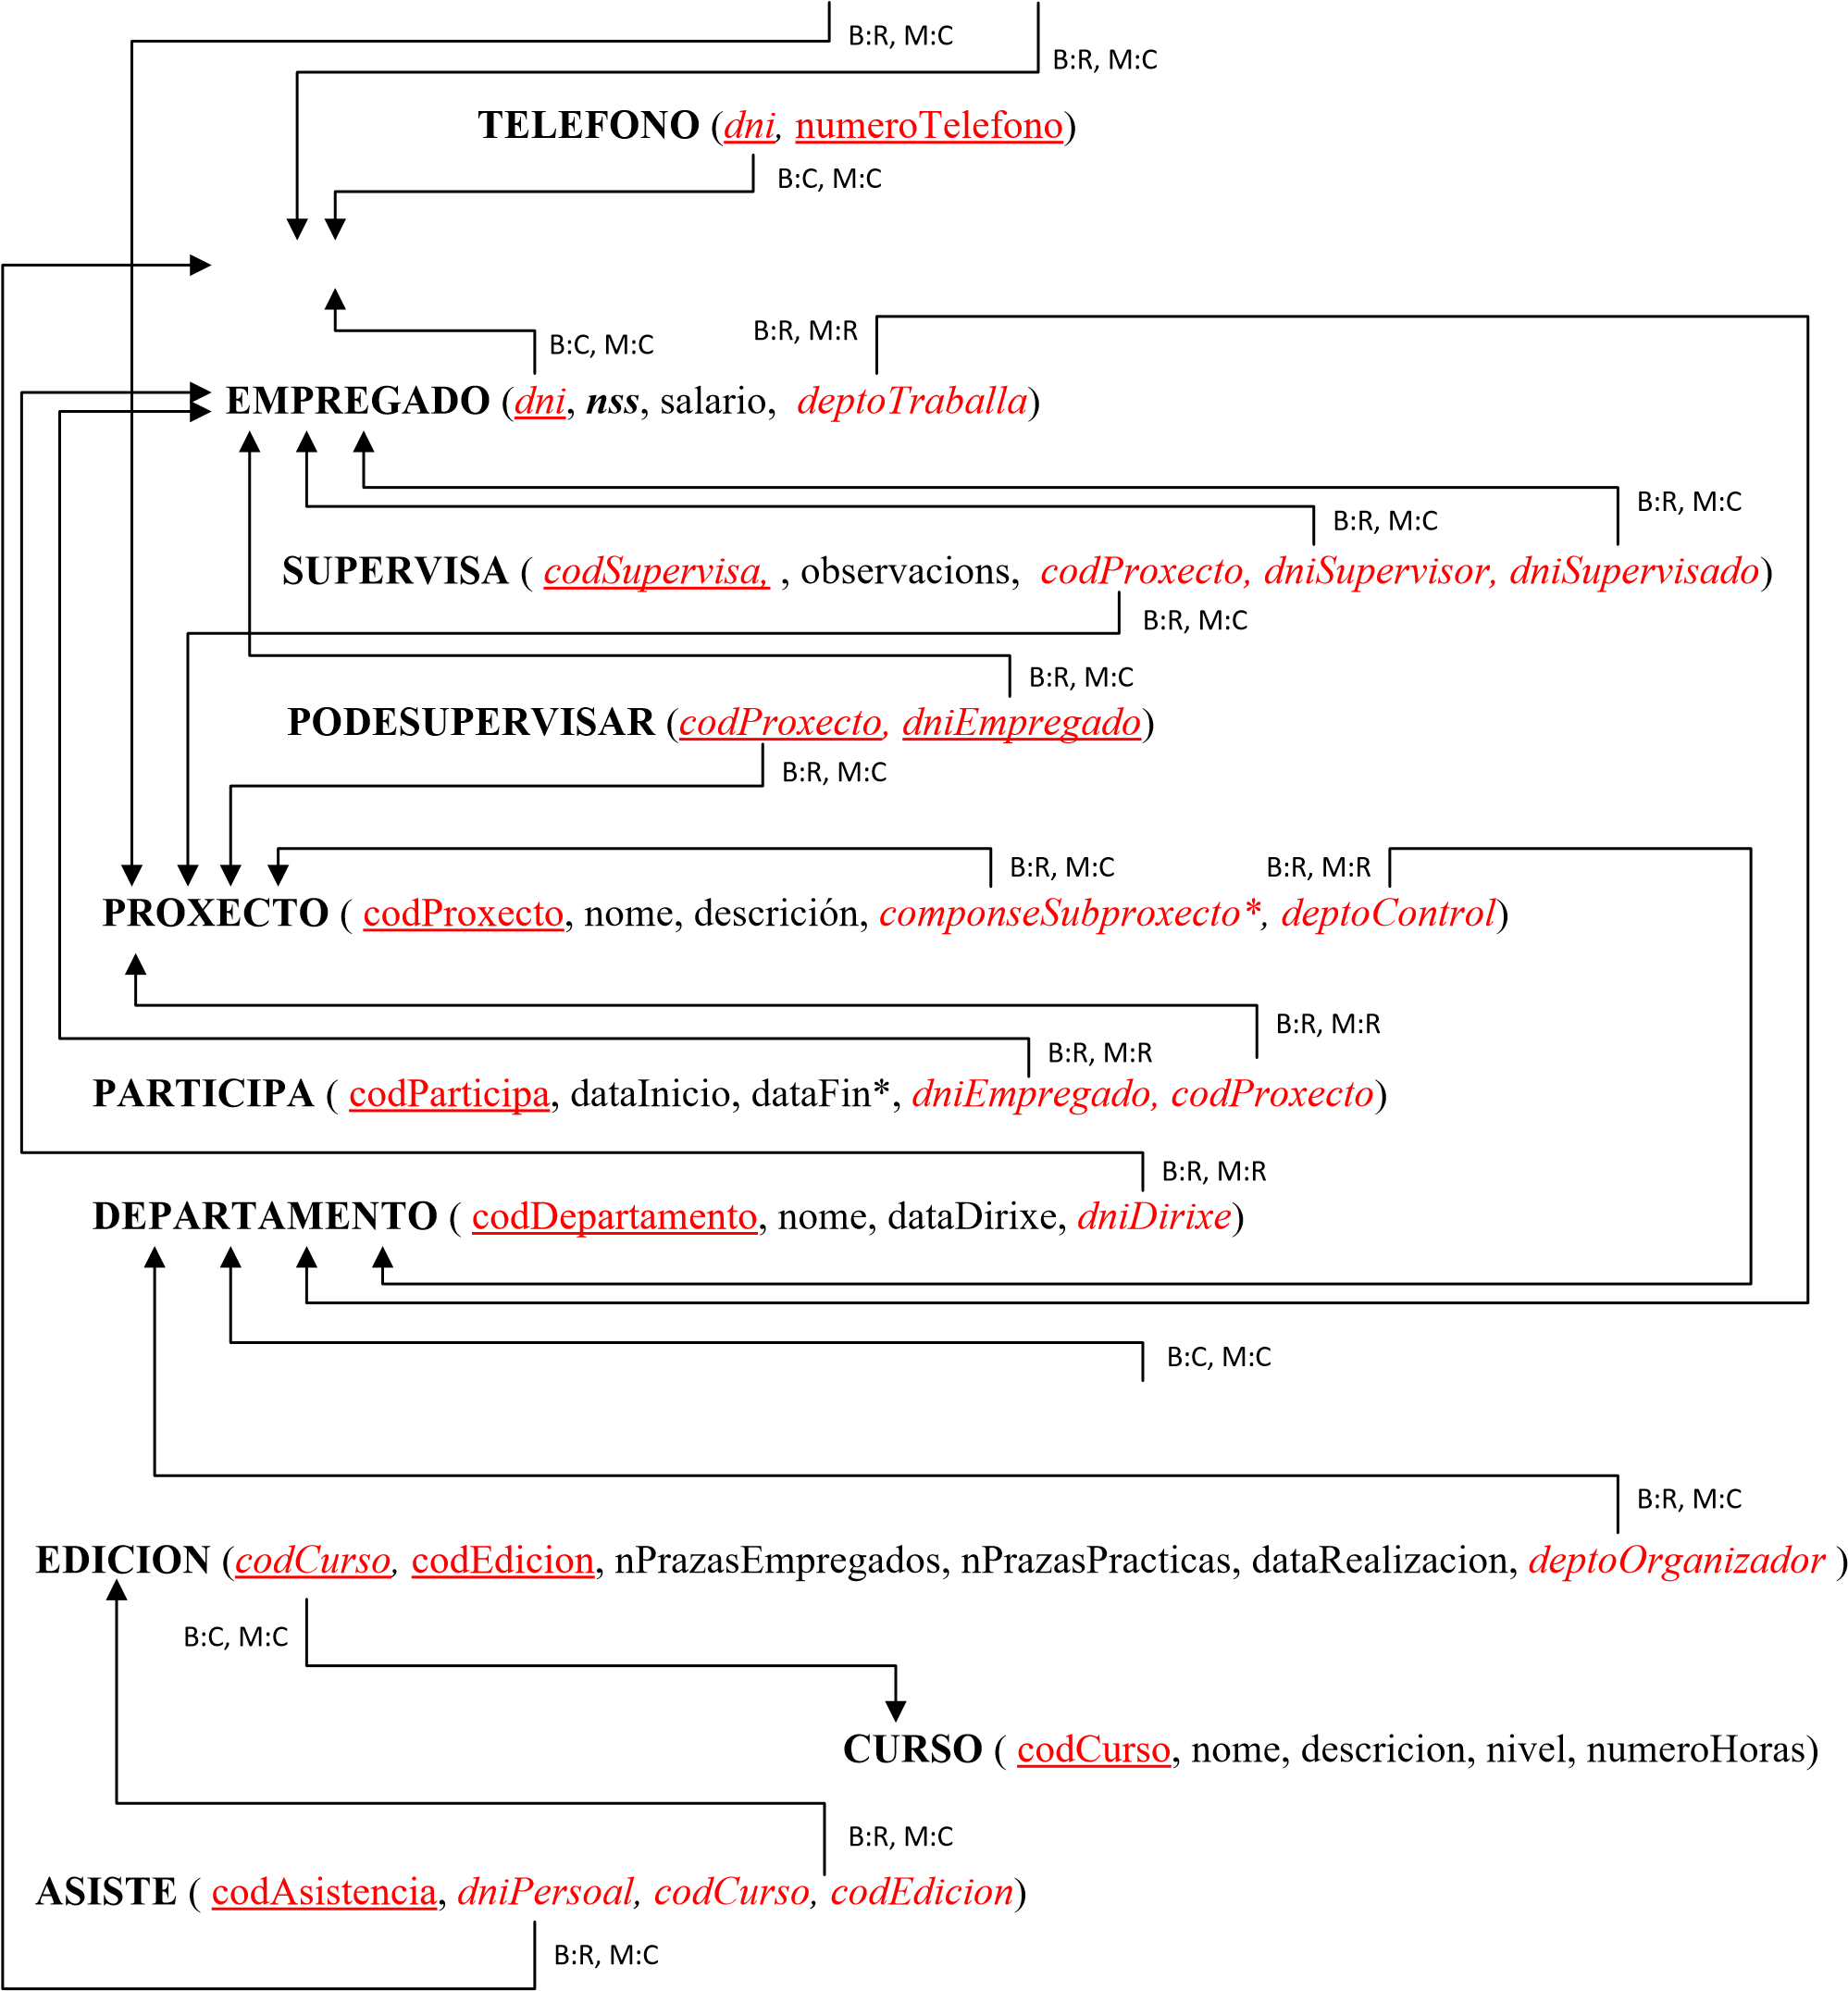 B:R, M:C
B:R, M:C
TELEFONO (dni, numeroTelefono)
B:C, M:C
B:R, M:R
B:C, M:C
EMPREGADO (dni, nss, salario, deptoTraballa)
B:R, M:C
B:R, M:C
SUPERVISA ( codSupervisa, , observacions, codProxecto, dniSupervisor, dniSupervisado)
B:R, M:C
B:R, M:C
PODESUPERVISAR (codProxecto, dniEmpregado)
B:R, M:C
B:R, M:C B:R, M:R
PROXECTO ( codProxecto, nome, descrición, componseSubproxecto*, deptoControl)
B:R, M:R
B:R, M:R
PARTICIPA ( codParticipa, dataInicio, dataFin*, dniEmpregado, codProxecto)
B:R, M:R
DEPARTAMENTO ( codDepartamento, nome, dataDirixe, dniDirixe)
B:C, M:C
B:R, M:C
EDICION (codCurso, codEdicion, nPrazasEmpregados, nPrazasPracticas, dataRealizacion, deptoOrganizador )
B:C, M:C
CURSO ( codCurso, nome, descricion, nivel, numeroHoras)
B:R, M:C
ASISTE ( codAsistencia, dniPersoal, codCurso, codEdicion)
B:R, M:C